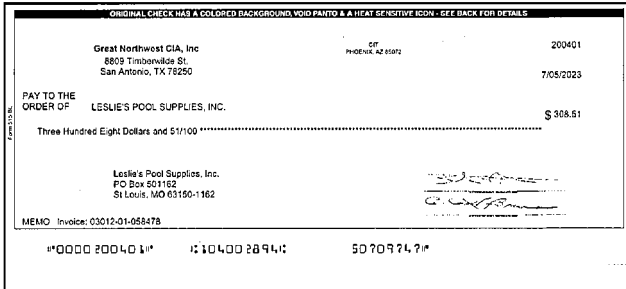 ORIGINAL CHECK HAS A COLORED BACKGROUND, VOID PANTO & A HEAT SENSITIVE ICON - SEE BACK FOR DETAILS
Great Northwest CIA, Inc
8809 Timberwilde St.
San Antonio, TX 78250
CIT
PHOENIX, AZ 85072
200401
7/05/2023
PAY TO THE
ORDER OF LESLIE'S POOL SUPPLIES, INC.
$ 308.51
Three Hundred Eight Dollars and 51/100
Leslie's Pool Supplies, Inc.
PO Box 501162
St Louis, MO 63150-1162
MEMO Invoice: 03012-01-058478
⑈0000200401⑈ ⑆104002894⑆ 50709747⑈